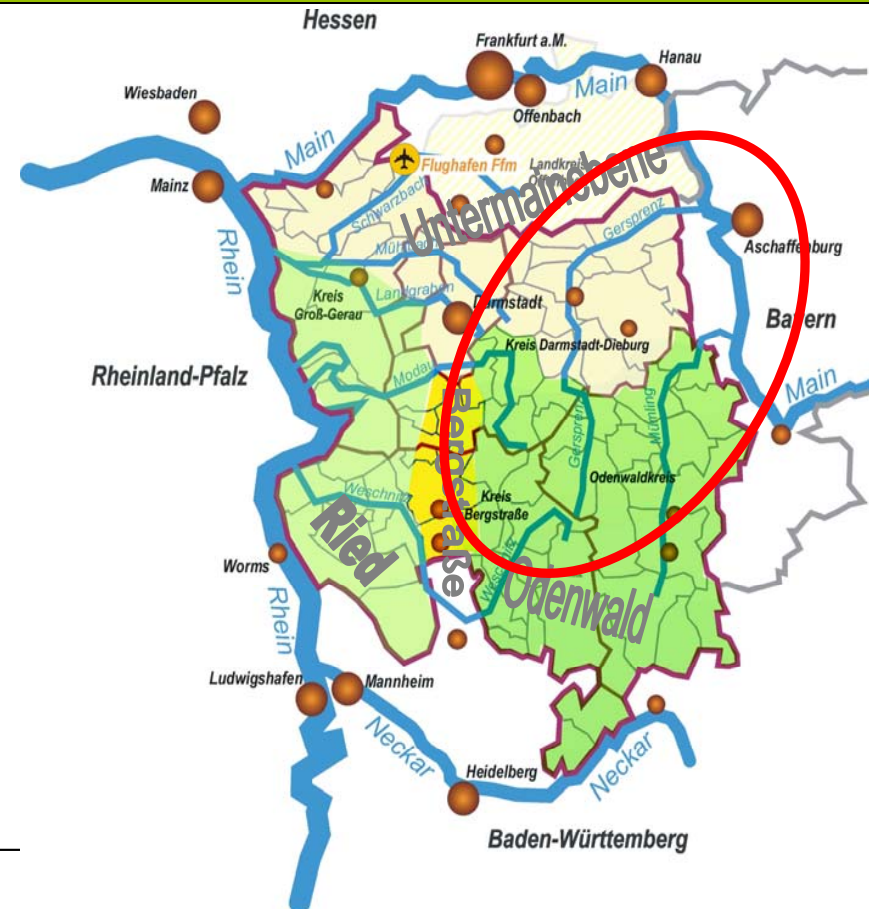 Hessen
Frankfurt a.M.
Hanau
Main
Wiesbaden
Offenbach
Main
Flughafen Ffm
Landkreis
Mainz
Untermainebene
Schwarzbach
Gersprenz
Aschaffenburg
Rhein
Landgraben
Kreis
Groß-Gerau
Darmstadt
Bayern
Kreis Darmstadt-Dieburg
Rheinland-Pfalz
Modau
Main
Bergstraße
Gersprenz
Mümling
Odenwaldkreis
Weschnitz
Kreis
Bergstraße
Ried
Weschnitz
Odenwald
Worms
Rhein
Ludwigshafen
Mannheim
Neckar
Heidelberg
Neckar
Baden-Württemberg